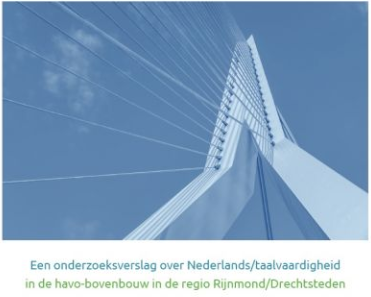 Een onderzoeksverslag over Nederlands/taalvaardigheid
in de havo-bovenbouw in de regio Rijnmond/Drechtsteden